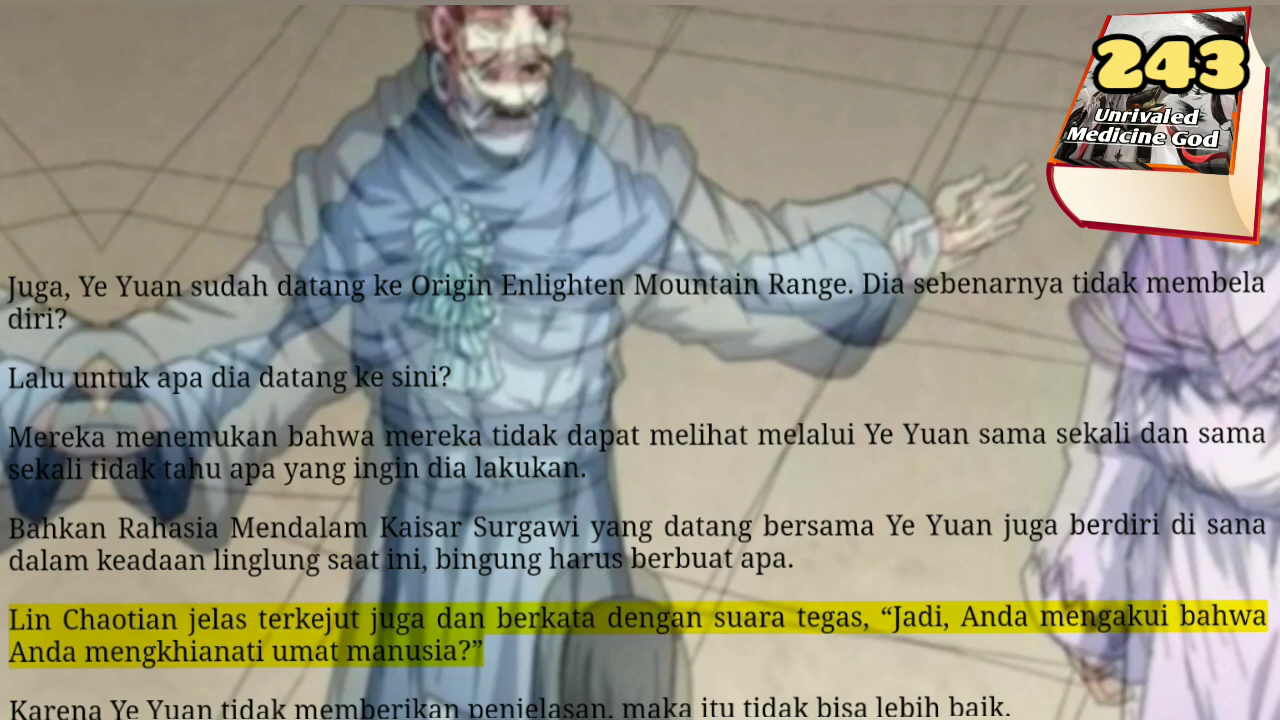 243
Unrivaled
Medicine God
Juga, Ye Yuan sudah datang ke Origin Enlighten Mountain Range. Dia sebenarnya tidak membela
diri?
Lalu untuk apa dia datang ke sini?
Mereka menemukan bahwa mereka tidak dapat melihat melalui Ye Yuan sama sekali dan sama
sekali tidak tahu apa yang ingin dia lakukan.
Bahkan Rahasia Mendalam Kaisar Surgawi yang datang bersama Ye Yuan juga berdiri di sana
dalam keadaan linglung saat ini, bingung harus berbuat apa.
Lin Chaotian jelas terkejut juga dan berkata dengan suara tegas, “Jadi, Anda mengakui bahwa
Anda mengkhianati umat manusia?”
Karena Ye Yuan tidak memberikan penjelasan, maka itu tidak bisa lebih baik.